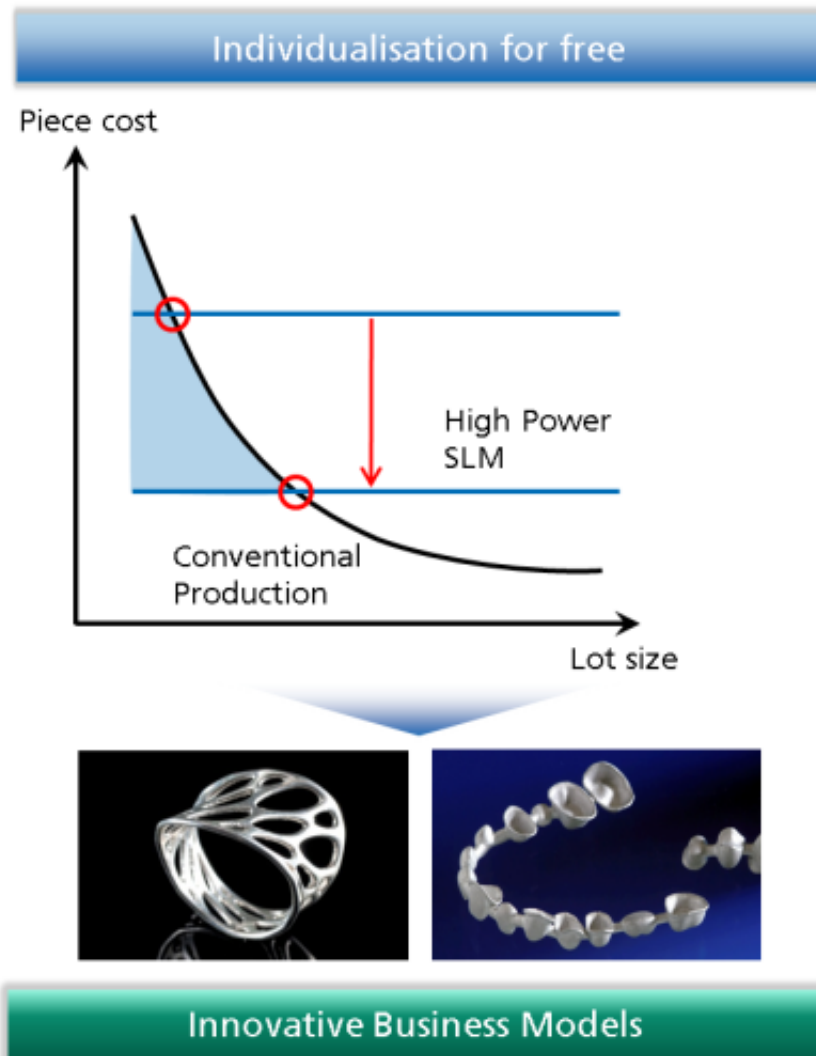 Individualisation for free
Piece cost
High Power
SLM
Conventional
Production
Lot size
Innovative Business Models